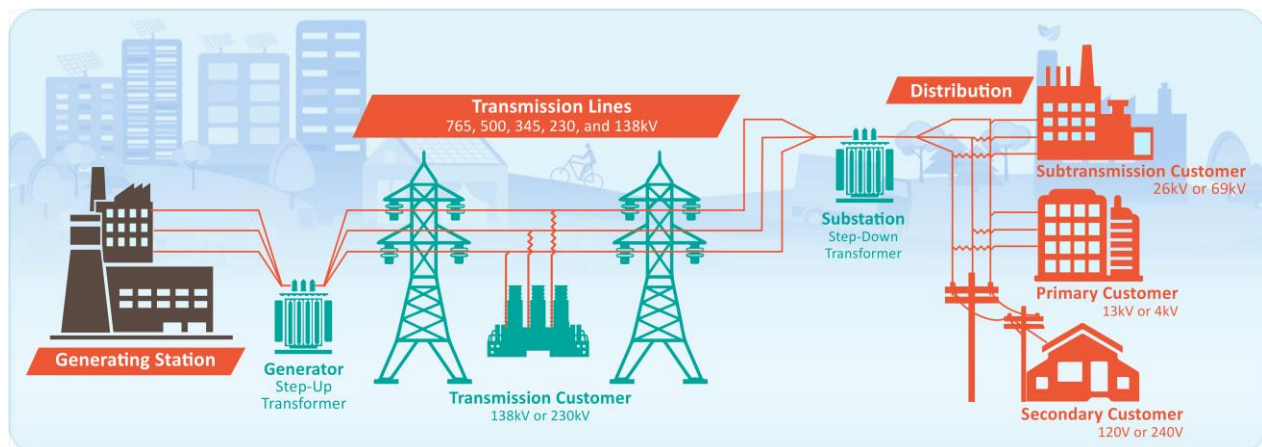 Transmission Lines
765, 500, 345, 230, and 138kV
Distribution
Subtransmission Customer
26kV or 69kV
Substation
Step-Down
Transformer
Primary Customer
13kV or 4kV
Generating Station
Generator
Step-Up
Transformer
Transmission Customer
138kV or 230kV
Secondary Customer
120V or 240V